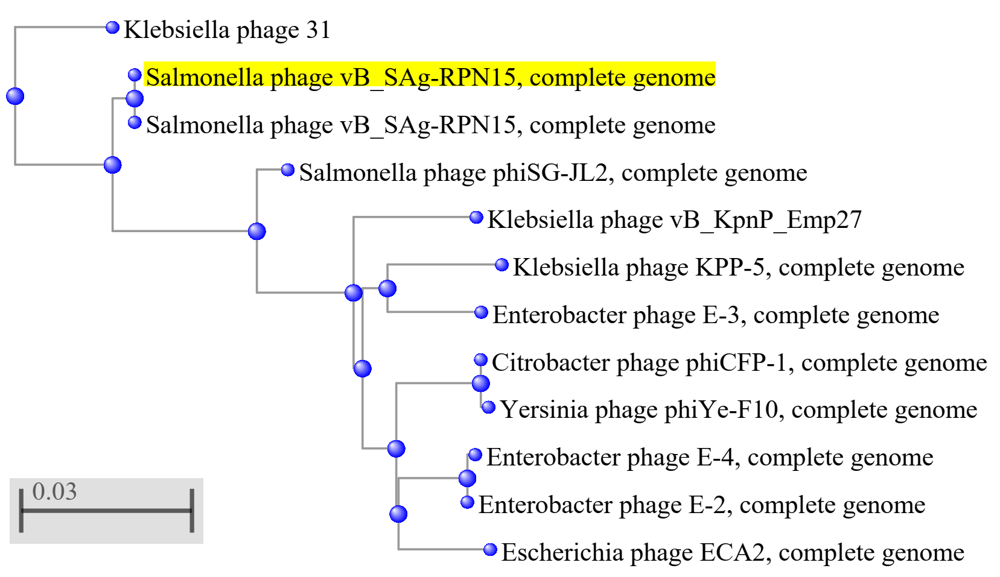 Klebsiella phage 31
Salmonella phage vB_SAg-RPN15, complete genome
Salmonella phage vB_SAg-RPN15, complete genome
Salmonella phage phiSG-JL2, complete genome
Klebsiella phage vB_KpnP_Emp27
Klebsiella phage KPP-5, complete genome
Enterobacter phage E-3, complete genome
Citrobacter phage phiCFP-1, complete genome
Yersinia phage phiYe-F10, complete genome
Enterobacter phage E-4, complete genome
0.03
Enterobacter phage E-2, complete genome
Escherichia phage ECA2, complete genome